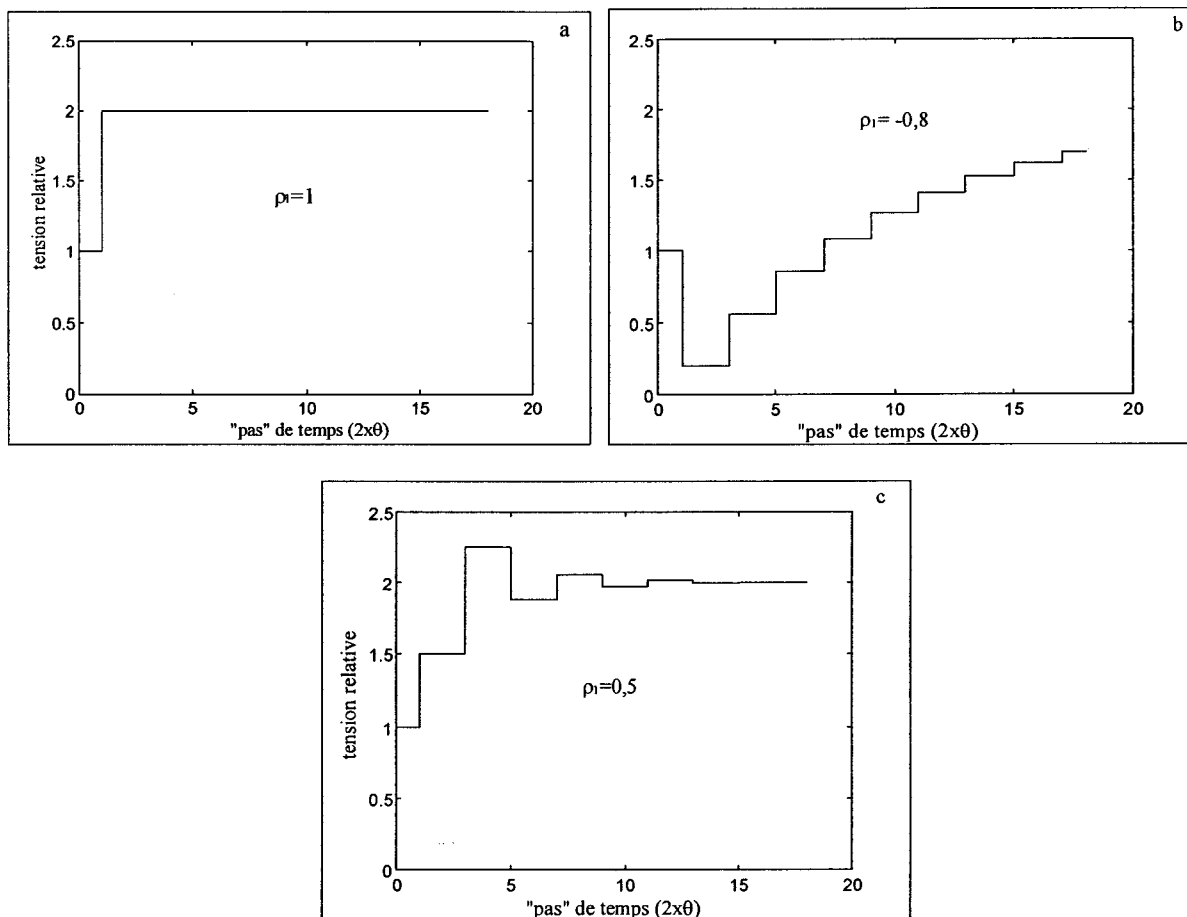 a
2.5
2
1.5
1
0.5
0
tension relative
ρ1=1
0 5 10 15 20
"pas" de temps (2xθ)
b
2.5
2
1.5
1
0.5
0
ρ1= -0,8
0 5 10 15 20
"pas" de temps (2xθ)
c
2.5
2
1.5
1
0.5
0
tension relative
ρ1=0,5
0 5 10 15 20
"pas" de temps (2xθ)